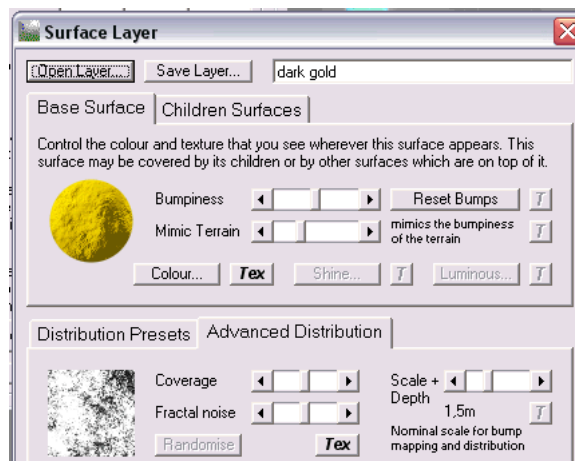 Surface Layer
Open Layer... Save Layer... dark gold
Base Surface Children Surfaces
Control the colour and texture that you see wherever this surface appears. This
surface may be covered by its children or by other surfaces which are on top of it.
Bumpiness Reset Bumps T
Mimic Terrain mimics the bumpiness
of the terrain T
Colour... Tex Shine... T Luminous... T
Distribution Presets Advanced Distribution
Coverage Scale +
Depth
Fractal noise 1,5m T
Randomise Tex Nominal scale for bump
mapping and distribution